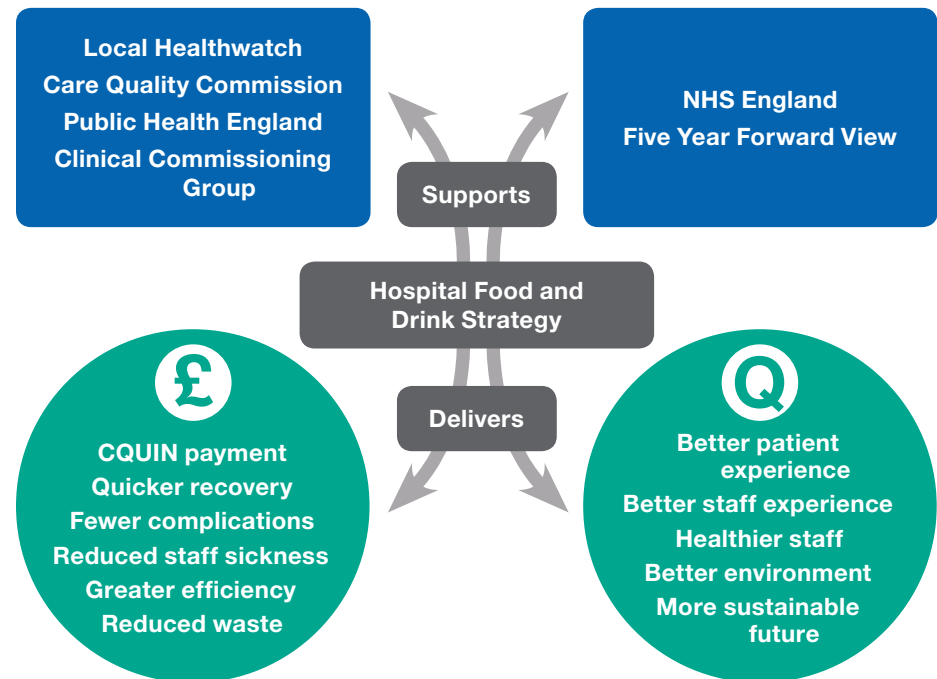 Local Healthwatch
Care Quality Commission
Public Health England
Clinical Commissioning
Group
NHS England
Five Year Forward View
Supports
Hospital Food and
Drink Strategy
Delivers
£
CQUIN payment
Quicker recovery
Fewer complications
Reduced staff sickness
Greater efficiency
Reduced waste
Q
Better patient
experience
Better staff experience
Healthier staff
Better environment
More sustainable
future